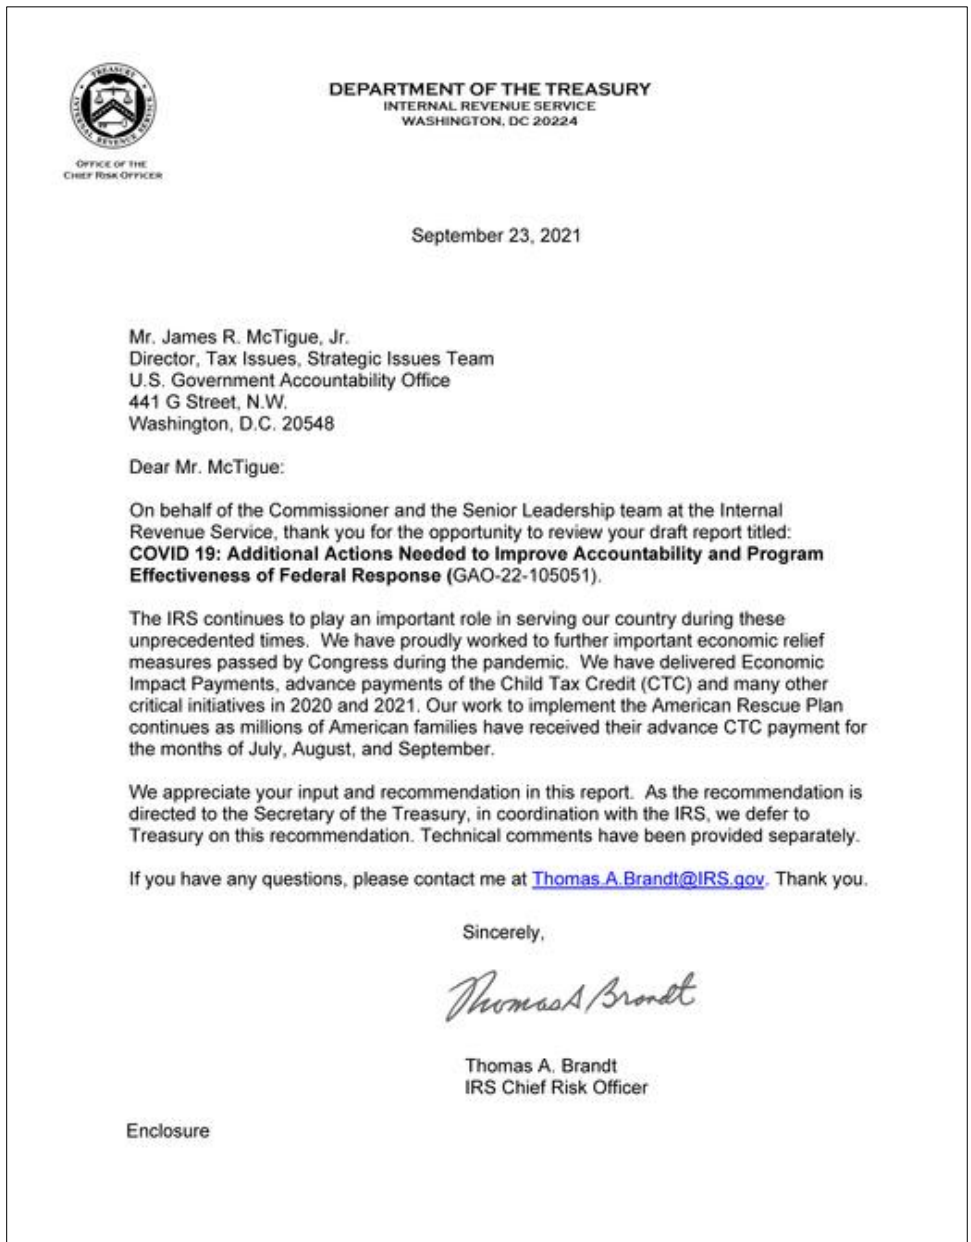 TREASURY
INTERNAL REVENUE SERVICE
OFFICE OF THE
CHIEF RISK OFFICER
DEPARTMENT OF THE TREASURY
INTERNAL REVENUE SERVICE
WASHINGTON, DC 20224
September 23, 2021
Mr. James R. McTigue, Jr.
Director, Tax Issues, Strategic Issues Team
U.S. Government Accountability Office
441 G Street, N.W.
Washington, D.C. 20548
Dear Mr. McTigue:
On behalf of the Commissioner and the Senior Leadership team at the Internal
Revenue Service, thank you for the opportunity to review your draft report titled:
COVID 19: Additional Actions Needed to Improve Accountability and Program
Effectiveness of Federal Response (GAO-22-105051).
The IRS continues to play an important role in serving our country during these
unprecedented times.  We have proudly worked to further important economic relief
measures passed by Congress during the pandemic.  We have delivered Economic
Impact Payments, advance payments of the Child Tax Credit (CTC) and many other
critical initiatives in 2020 and 2021. Our work to implement the American Rescue Plan
continues as millions of American families have received their advance CTC payment for
the months of July, August, and September.
We appreciate your input and recommendation in this report.  As the recommendation is
directed to the Secretary of the Treasury, in coordination with the IRS, we defer to
Treasury on this recommendation. Technical comments have been provided separately.
If you have any questions, please contact me at Thomas.A.Brandt@IRS.gov. Thank you.
Sincerely,
Thomas A Brandt
Thomas A. Brandt
IRS Chief Risk Officer
Enclosure